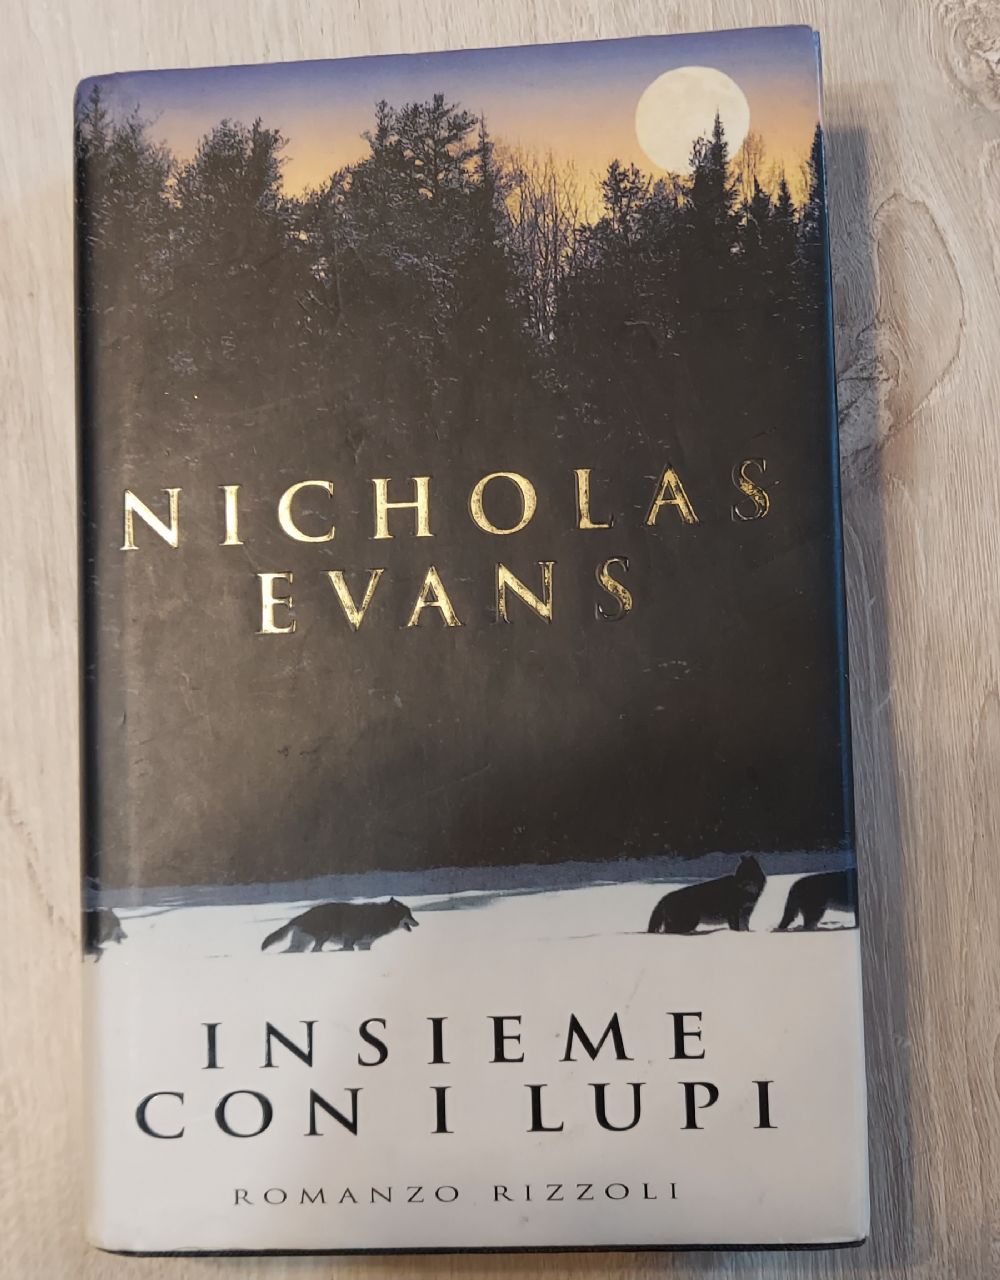 NICHOLAS
EVANS
INSIEME
CON I LUPI
ROMANZO RIZZOLI